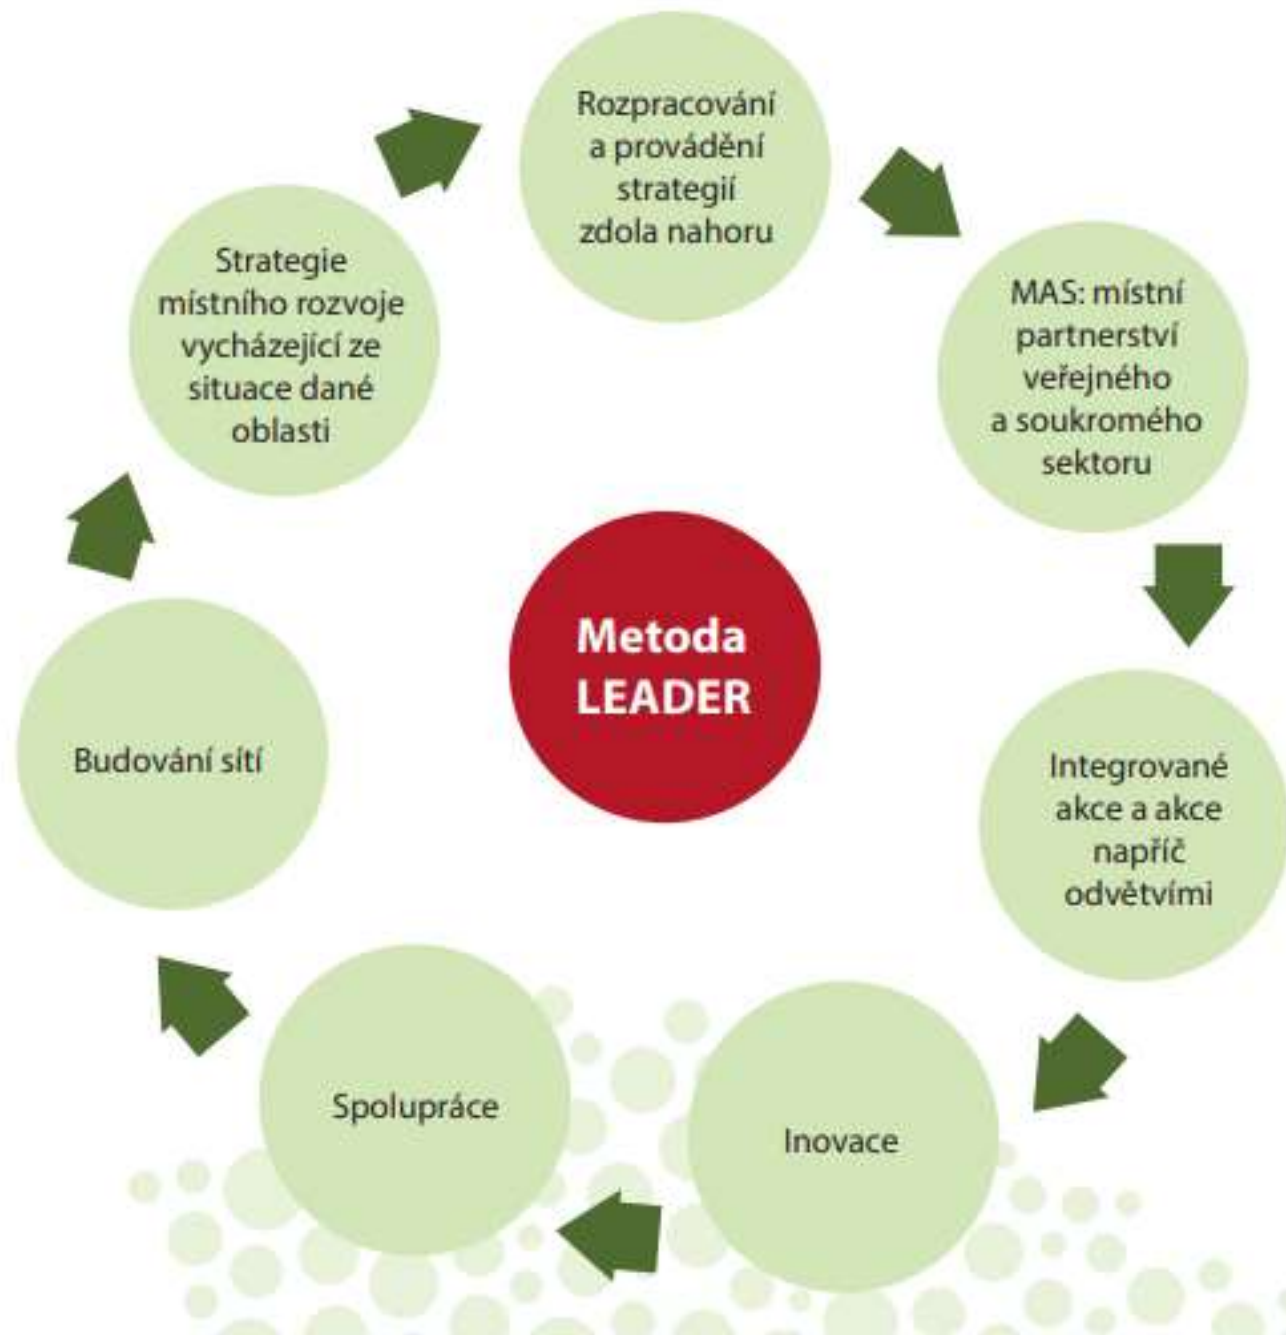 Rozpracování
a provádění
strategií
zdola nahoru
MAS: místní
partnerství
veřejného
a soukromého
sektoru
Integrované
akce a akce
napříč
odvětvími
Inovace
Spolupráce
Budování sítí
Strategie
místního rozvoje
vycházející ze
situace dané
oblasti
Metoda
LEADER